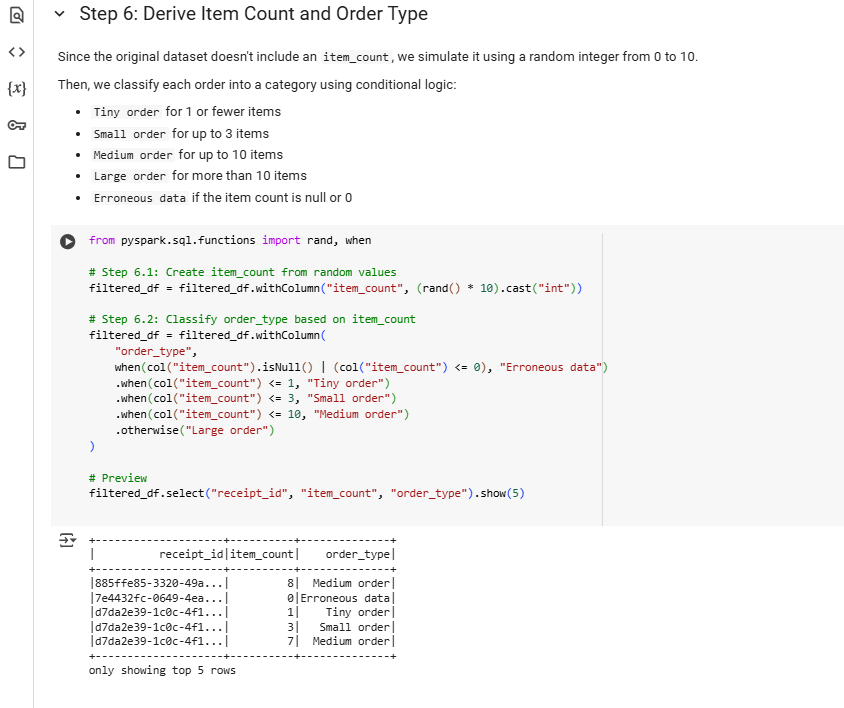 Step 6: Derive Item Count and Order Type
Since the original dataset doesn't include an item_count, we simulate it using a random integer from 0 to 10.
Then, we classify each order into a category using conditional logic:
• Tiny order for 1 or fewer items
• Small order for up to 3 items
• Medium order for up to 10 items
• Large order for more than 10 items
• Erroneous data if the item count is null or 0
from pyspark.sql.functions import rand, when
# Step 6.1: Create item_count from random values
filtered_df = filtered_df.withColumn("item_count", (rand() * 10).cast("int"))
# Step 6.2: Classify order_type based on item_count
filtered_df = filtered_df.withColumn(
    "order_type",
    when(col("item_count").isNull() | (col("item_count") <= 0), "Erroneous data")
    .when(col("item_count") <= 1, "Tiny order")
    .when(col("item_count") <= 3, "Small order")
    .when(col("item_count") <= 10, "Medium order")
    .otherwise("Large order")
)
# Preview
filtered_df.select("receipt_id", "item_count", "order_type").show(5)
+--------------------+----------+--------------+
|          receipt_id|item_count|    order_type|
+--------------------+----------+--------------+
|885ffe85-3320-49a...|         8|  Medium order|
|7e4432fc-0649-4ea...|         0|Erroneous data|
|d7da2e39-1c0c-4f1...|         1|    Tiny order|
|d7da2e39-1c0c-4f1...|         3|   Small order|
|d7da2e39-1c0c-4f1...|         7|  Medium order|
+--------------------+----------+--------------+
only showing top 5 rows